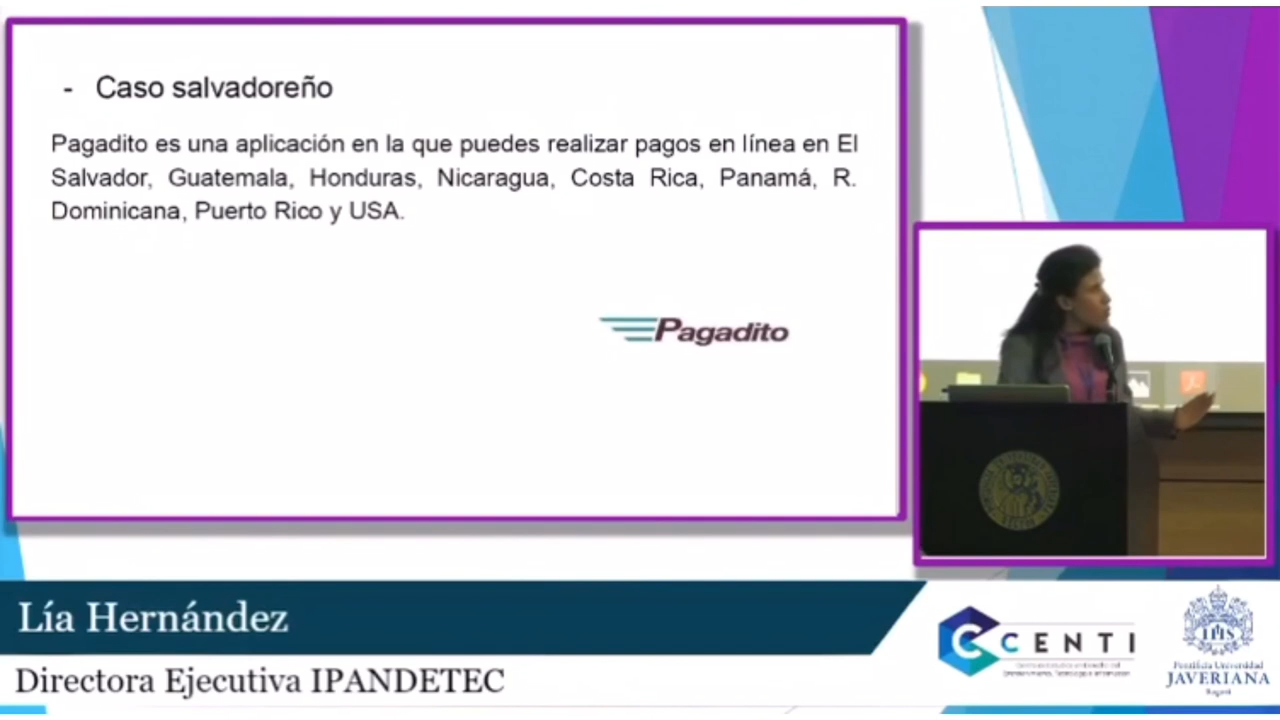 - Caso salvadoreño
Pagadito es una aplicación en la que puedes realizar pagos en línea en El
Salvador, Guatemala, Honduras, Nicaragua, Costa Rica, Panamá, R.
Dominicana, Puerto Rico y USA.
Pagadito
Lía Hernández
Directora Ejecutiva IPANDETEC
CENTI
Pontificia Universidad
JAVERIANA
Bogotá